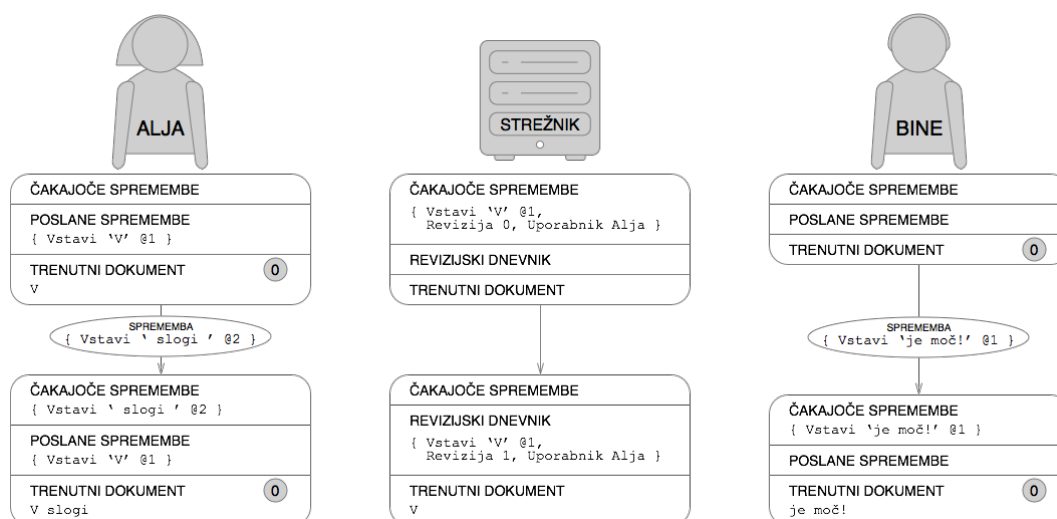 ALJA
ČAKAJOČE SPREMEMBE
POSLANE SPREMEMBE
{ Vstavi ‘V’ @1 }
TRENUTNI DOKUMENT 0
V
SPREMEMBA
{ Vstavi ‘ slogi ’ @2 }
ČAKAJOČE SPREMEMBE
{ Vstavi ‘ slogi ’ @2 }
POSLANE SPREMEMBE
{ Vstavi ‘V’ @1 }
TRENUTNI DOKUMENT 0
V slogi
STREŽNIK
ČAKAJOČE SPREMEMBE
{ Vstavi ‘V’ @1,
Revizija 0, Uporabnik Alja }
REVIZIJSKI DNEVNIK
TRENUTNI DOKUMENT
ČAKAJOČE SPREMEMBE
REVIZIJSKI DNEVNIK
{ Vstavi ‘V’ @1,
Revizija 1, Uporabnik Alja }
TRENUTNI DOKUMENT
V
BINE
ČAKAJOČE SPREMEMBE
POSLANE SPREMEMBE
TRENUTNI DOKUMENT 0
SPREMEMBA
{ Vstavi ‘je moč!’ @1 }
ČAKAJOČE SPREMEMBE
{ Vstavi ‘je moč!’ @1 }
POSLANE SPREMEMBE
TRENUTNI DOKUMENT 0
je moč!